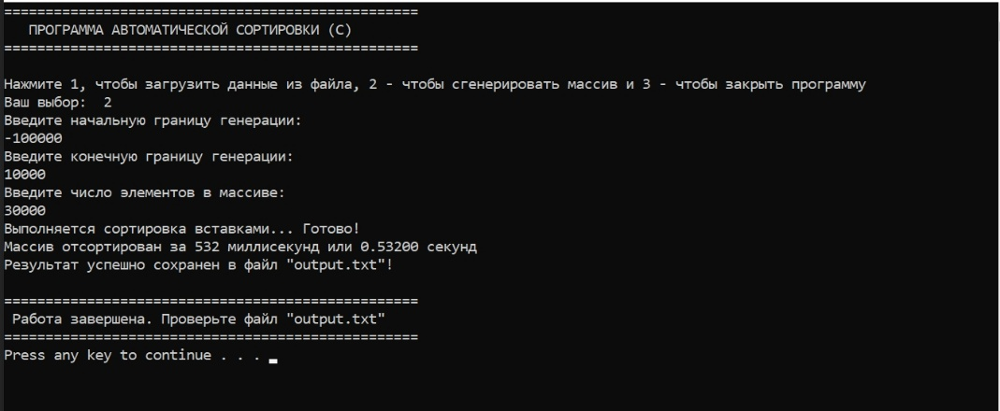 ==================================================
ПРОГРАММА АВТОМАТИЧЕСКОЙ СОРТИРОВКИ (C)
==================================================
Нажмите 1, чтобы загрузить данные из файла, 2 - чтобы сгенерировать массив и 3 - чтобы закрыть программу
Ваш выбор:  2
Введите начальную границу генерации:
-100000
Введите конечную границу генерации:
10000
Введите число элементов в массиве:
30000
Выполняется сортировка вставками... Готово!
Массив отсортирован за 532 миллисекунд или 0.53200 секунд
Результат успешно сохранен в файл "output.txt"!
==================================================
Работа завершена. Проверьте файл "output.txt"
==================================================
Press any key to continue . . .